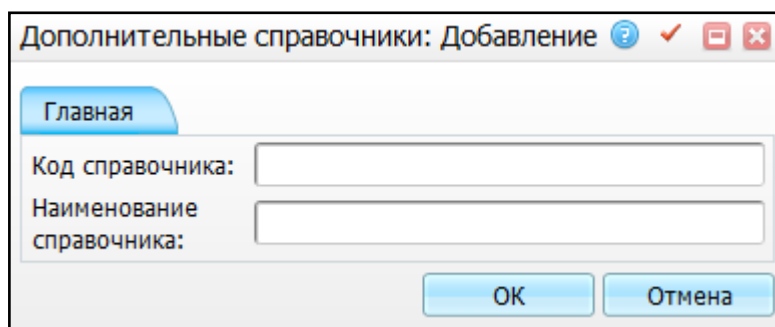 Дополнительные справочники: Добавление
Главная
Код справочника:
Наименование
справочника:
ОК
Отмена